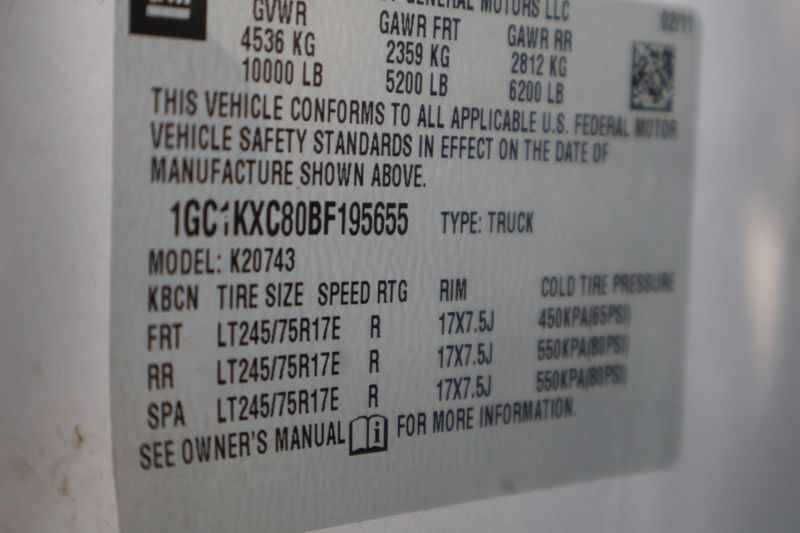 GENERAL MOTORS LLC
02/11
GVWR GAWR FRT GAWR RR
4536 KG 2359 KG 2812 KG
10000 LB 5200 LB 6200 LB
THIS VEHICLE CONFORMS TO ALL APPLICABLE U.S. FEDERAL MOTOR
VEHICLE SAFETY STANDARDS IN EFFECT ON THE DATE OF
MANUFACTURE SHOWN ABOVE.
1GC1KXC80BF195655 TYPE: TRUCK
MODEL: K20743
KBCN TIRE SIZE SPEED RTG RIM COLD TIRE PRESSURE
FRT LT245/75R17E R 17X7.5J 450KPA(65PSI)
RR LT245/75R17E R 17X7.5J 550KPA(80PSI)
SPA LT245/75R17E R 17X7.5J 550KPA(80PSI)
SEE OWNER'S MANUAL i FOR MORE INFORMATION.